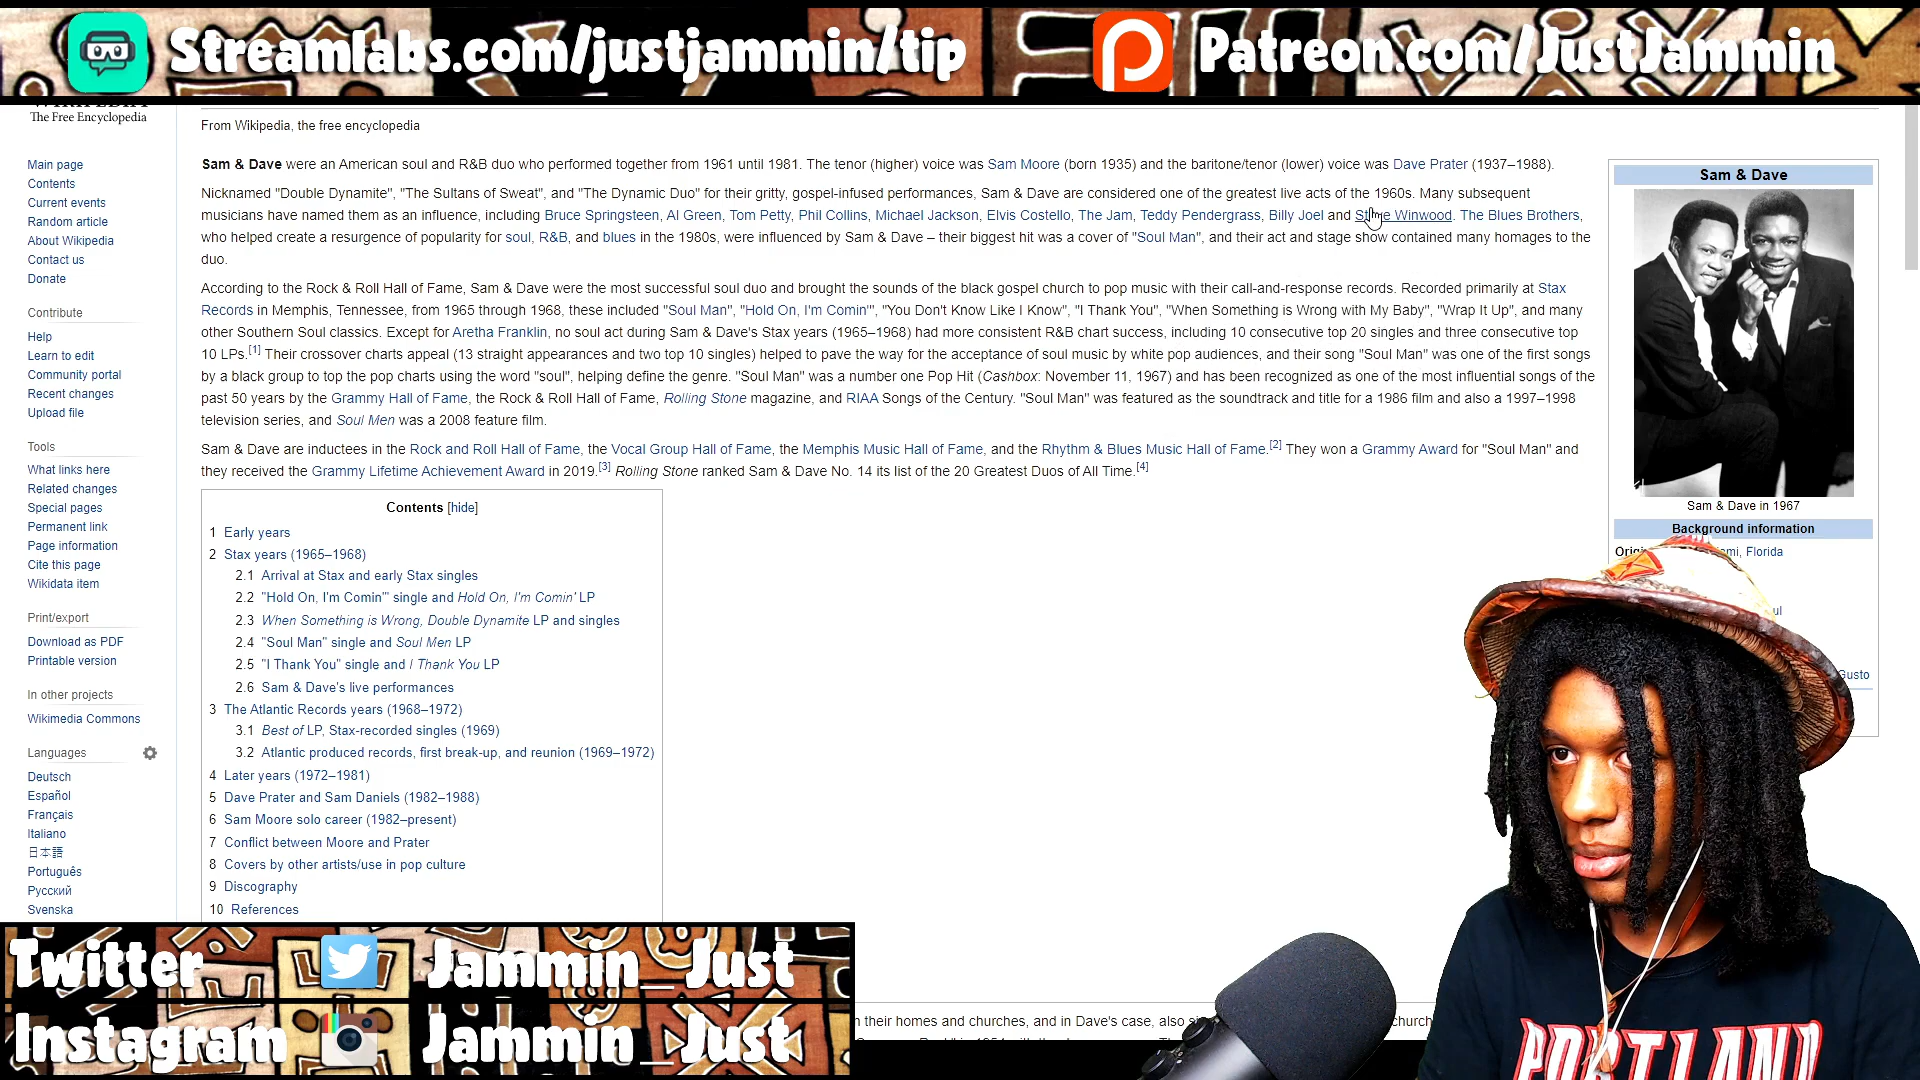 Streamlabs.com/justjammin/tip
Patreon.com/JustJammin
The Free Encyclopedia
Main page
Contents
Current events
Random article
About Wikipedia
Contact us
Donate
Contribute
Help
Learn to edit
Community portal
Recent changes
Upload file
Tools
What links here
Related changes
Special pages
Permanent link
Page information
Cite this page
Wikidata item
Print/export
Download as PDF
Printable version
In other projects
Wikimedia Commons
Languages
Deutsch
Español
Français
Italiano
日本語
Português
Русский
Svenska
From Wikipedia, the free encyclopedia
Sam & Dave were an American soul and R&B duo who performed together from 1961 until 1981. The tenor (higher) voice was Sam Moore (born 1935) and the baritone/tenor (lower) voice was Dave Prater (1937–1988).
Nicknamed "Double Dynamite", "The Sultans of Sweat", and "The Dynamic Duo" for their gritty, gospel-infused performances, Sam & Dave are considered one of the greatest live acts of the 1960s. Many subsequent
musicians have named them as an influence, including Bruce Springsteen, Al Green, Tom Petty, Phil Collins, Michael Jackson, Elvis Costello, The Jam, Teddy Pendergrass, Billy Joel and Steve Winwood. The Blues Brothers,
who helped create a resurgence of popularity for soul, R&B, and blues in the 1980s, were influenced by Sam & Dave – their biggest hit was a cover of "Soul Man", and their act and stage show contained many homages to the
duo.
According to the Rock & Roll Hall of Fame, Sam & Dave were the most successful soul duo and brought the sounds of the black gospel church to pop music with their call-and-response records. Recorded primarily at Stax
Records in Memphis, Tennessee, from 1965 through 1968, these included "Soul Man", "Hold On, I'm Comin'", "You Don't Know Like I Know", "I Thank You", "When Something is Wrong with My Baby", "Wrap It Up", and many
other Southern Soul classics. Except for Aretha Franklin, no soul act during Sam & Dave's Stax years (1965–1968) had more consistent R&B chart success, including 10 consecutive top 20 singles and three consecutive top
10 LPs.[1] Their crossover charts appeal (13 straight appearances and two top 10 singles) helped to pave the way for the acceptance of soul music by white pop audiences, and their song "Soul Man" was one of the first songs
by a black group to top the pop charts using the word "soul", helping define the genre. "Soul Man" was a number one Pop Hit (Cashbox: November 11, 1967) and has been recognized as one of the most influential songs of the
past 50 years by the Grammy Hall of Fame, the Rock & Roll Hall of Fame, Rolling Stone magazine, and RIAA Songs of the Century. "Soul Man" was featured as the soundtrack and title for a 1986 film and also a 1997–1998
television series, and Soul Men was a 2008 feature film.
Sam & Dave are inductees in the Rock and Roll Hall of Fame, the Vocal Group Hall of Fame, the Memphis Music Hall of Fame, and the Rhythm & Blues Music Hall of Fame.[2] They won a Grammy Award for "Soul Man" and
they received the Grammy Lifetime Achievement Award in 2019.[3] Rolling Stone ranked Sam & Dave No. 14 its list of the 20 Greatest Duos of All Time.[4]
Contents [hide]
1 Early years
2 Stax years (1965–1968)
2.1 Arrival at Stax and early Stax singles
2.2 "Hold On, I'm Comin'" single and Hold On, I'm Comin' LP
2.3 When Something is Wrong, Double Dynamite LP and singles
2.4 "Soul Man" single and Soul Men LP
2.5 "I Thank You" single and I Thank You LP
2.6 Sam & Dave's live performances
3 The Atlantic Records years (1968–1972)
3.1 Best of LP, Stax-recorded singles (1969)
3.2 Atlantic produced records, first break-up, and reunion (1969–1972)
4 Later years (1972–1981)
5 Dave Prater and Sam Daniels (1982–1988)
6 Sam Moore solo career (1982–present)
7 Conflict between Moore and Prater
8 Covers by other artists/use in pop culture
9 Discography
10 References
Sam & Dave
Sam & Dave in 1967
Background information
Florida
Gusto
their homes and churches, and in Dave's case, also
church
Twitter Jammin_Just
Instagram Jammin_Just
PORTLAND